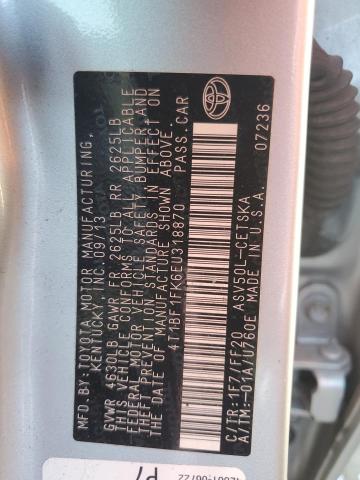 MFD. BY:TOYOTA MOTOR MANUFACTURING,
KENTUCKY, INC. 09/13
GVWR 4630LB GAWR FR 2625LB RR 2625LB
THIS VEHICLE CONFORMS TO ALL APPLICABLE
FEDERAL MOTOR VEHICLE SAFETY, BUMPER, AND
THEFT PREVENTION STANDARDS IN EFFECT ON
THE DATE OF MANUFACTURE SHOWN ABOVE.
4T1BF1FK6EU318870 PASS.CAR
C/TR:1F7/FF20 ASV50L-CETSKA
A/TM:-01A/U760E MADE IN U.S.A.
07236
P7